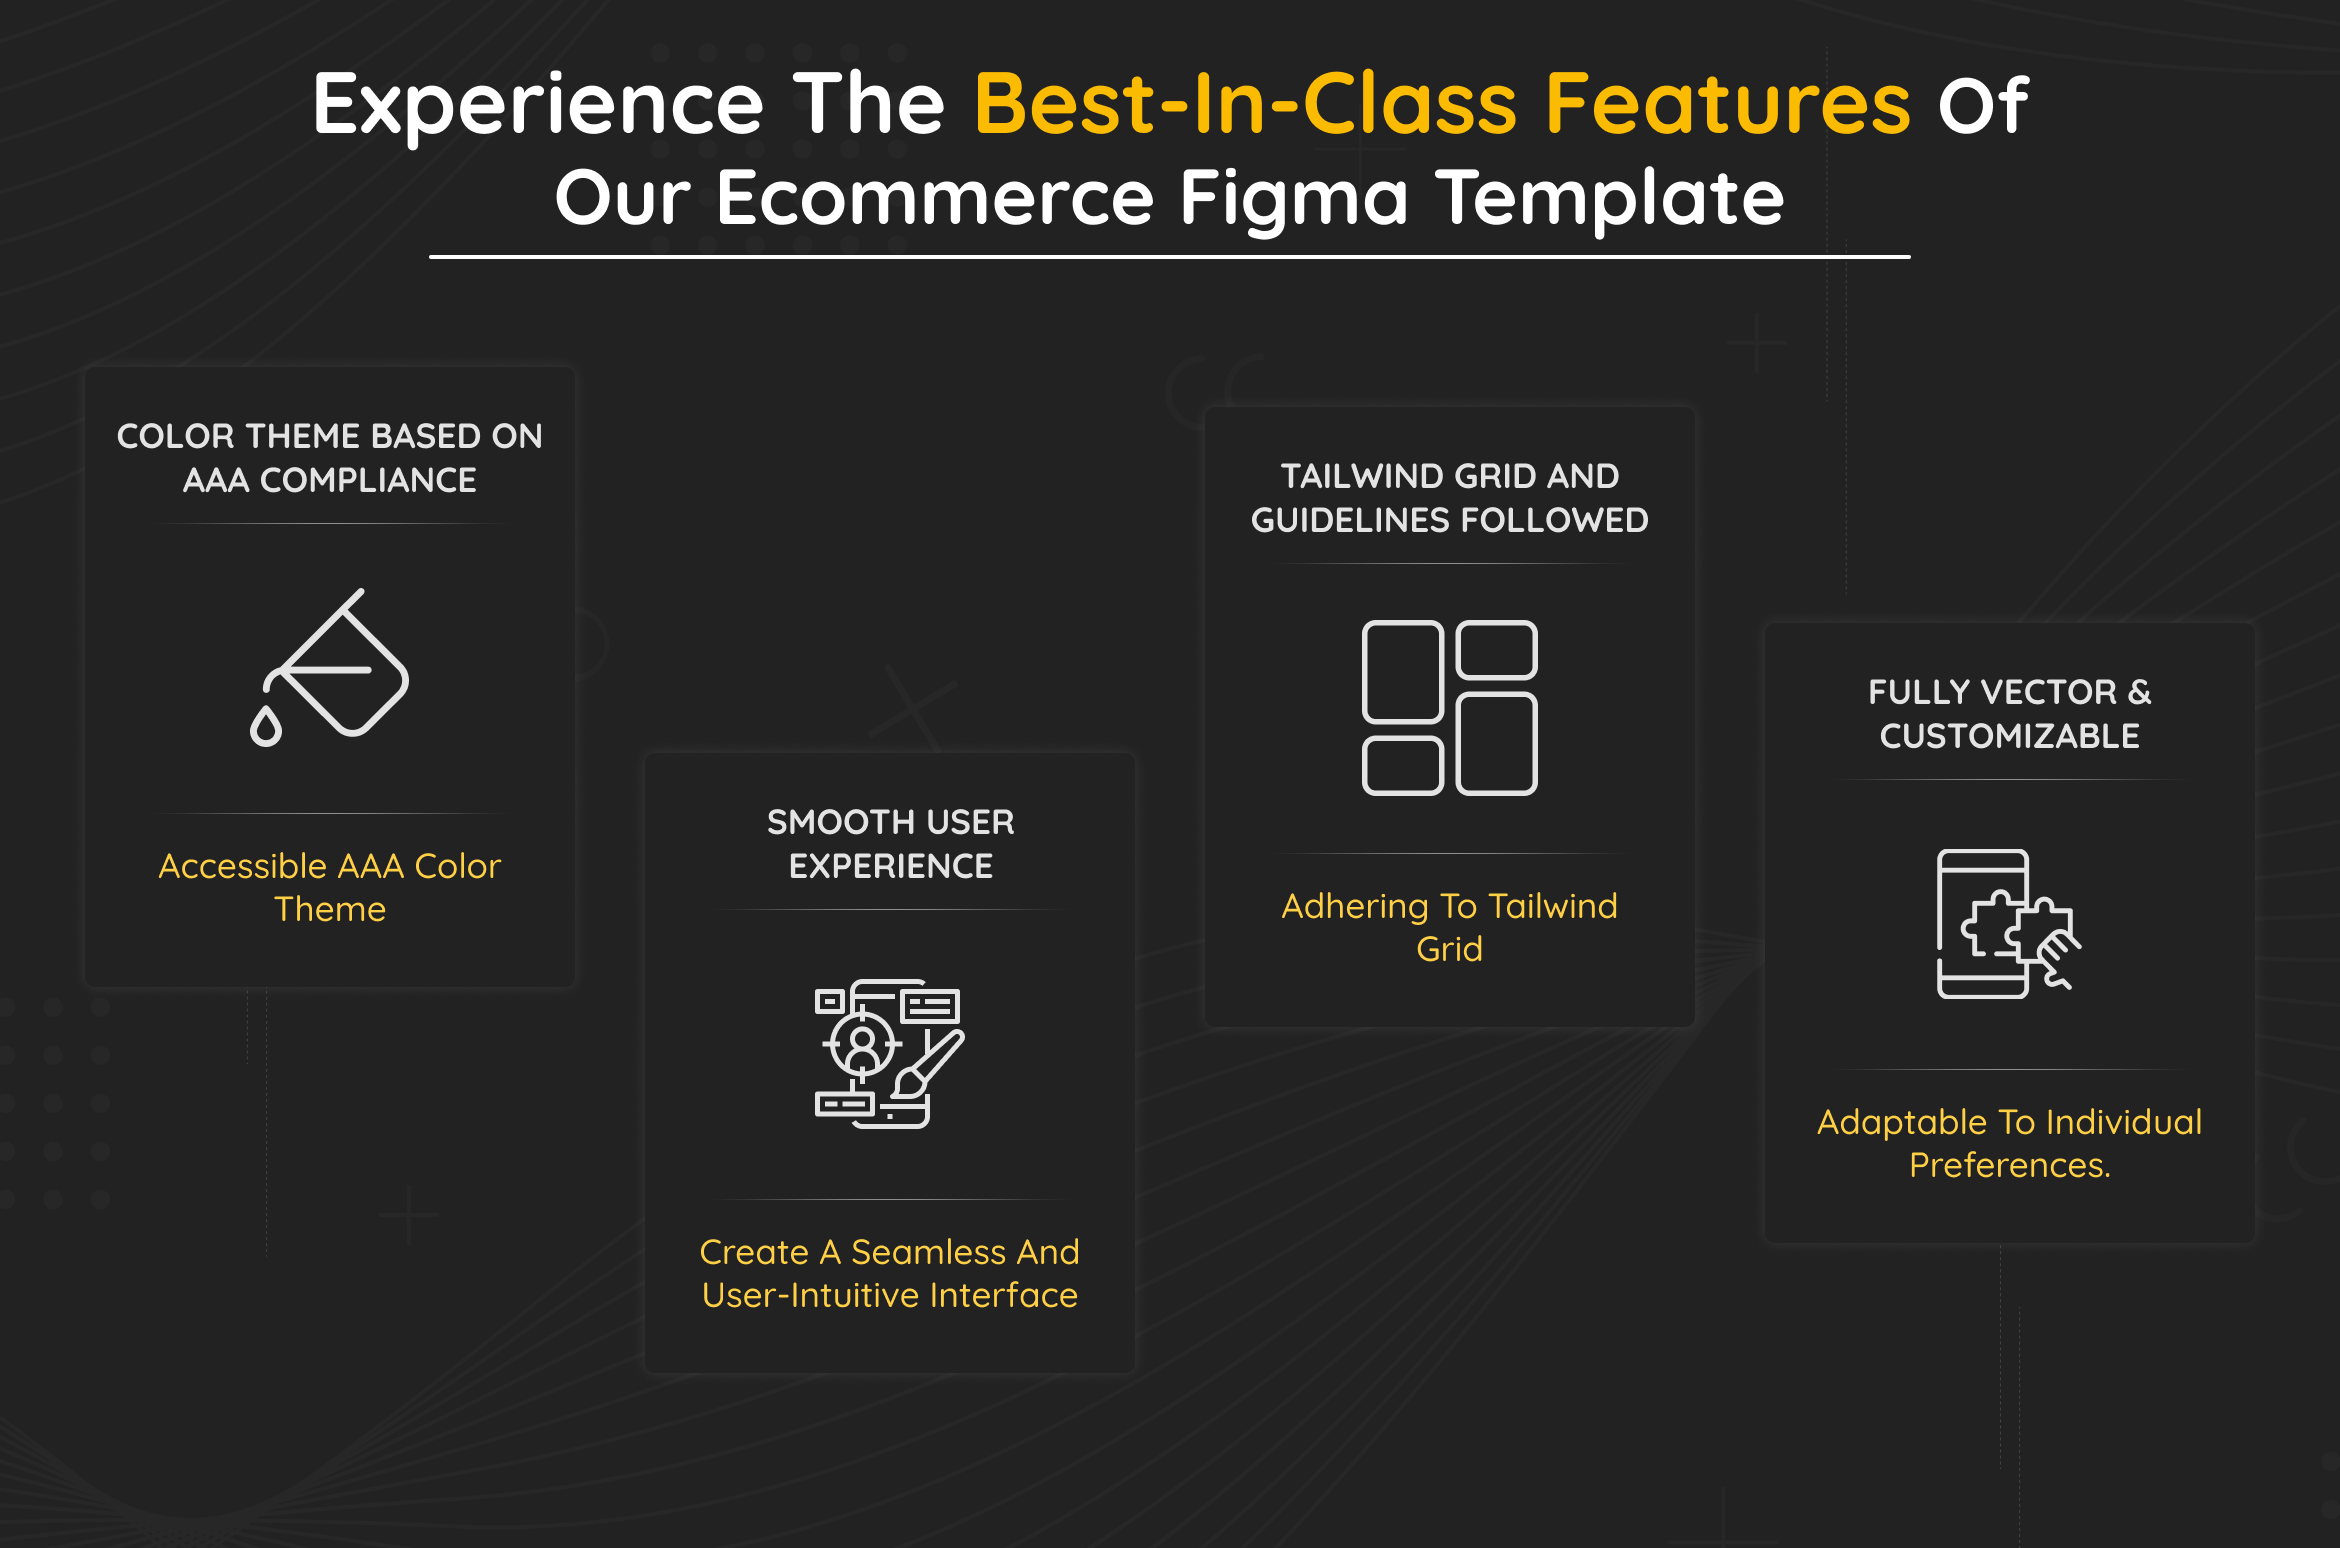 Experience The Best-In-Class Features Of
Our Ecommerce Figma Template
COLOR THEME BASED ON
AAA COMPLIANCE
Accessible AAA Color
Theme
SMOOTH USER
EXPERIENCE
Create A Seamless And
User-Intuitive Interface
TAILWIND GRID AND
GUIDELINES FOLLOWED
Adhering To Tailwind
Grid
FULLY VECTOR &
CUSTOMIZABLE
Adaptable To Individual
Preferences.